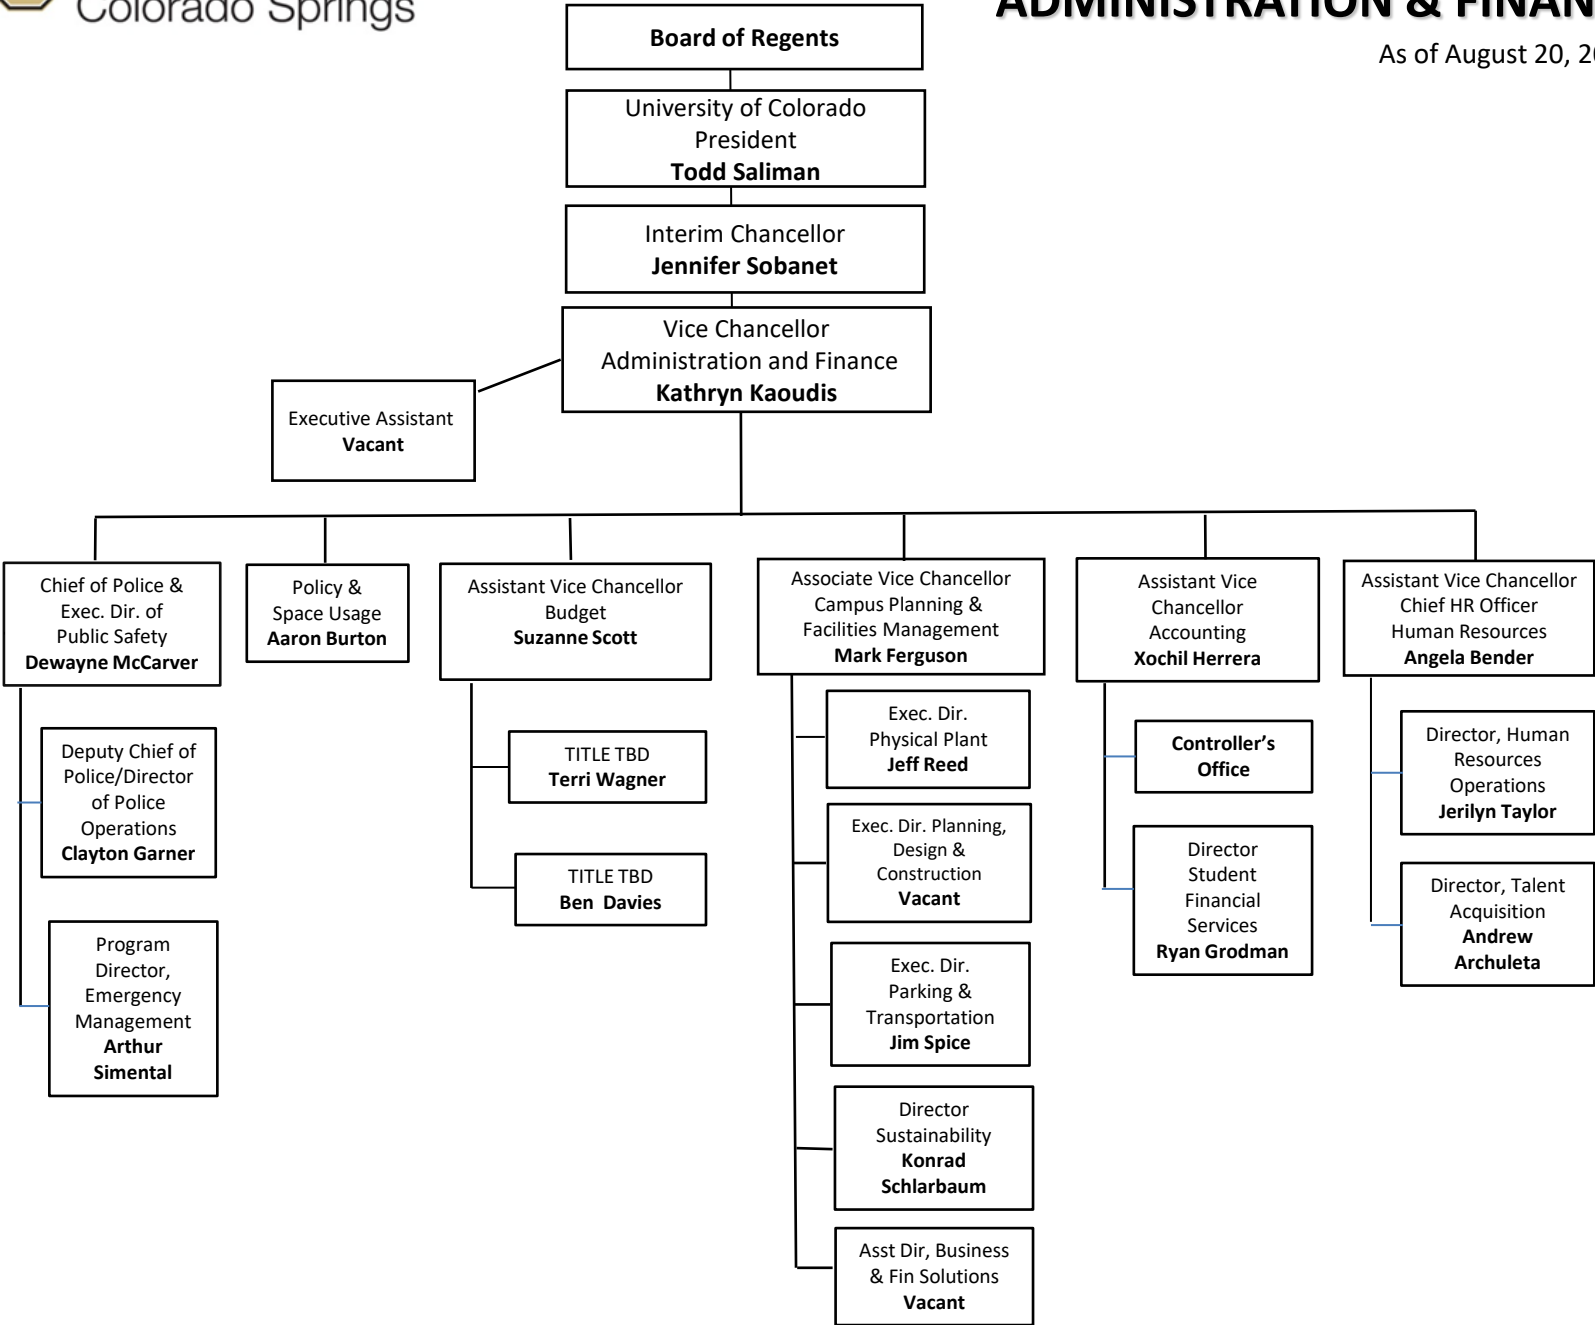 Colorado Springs
ADMINISTRATION &
As of August 20,
Board of Regents
University of Colorado
President
Todd Saliman
Interim Chancellor
Jennifer Sobanet
Vice Chancellor
Administration and Finance
Kathryn Kaoudis
Executive Assistant
Vacant
Chief of Police &
Exec. Dir. of
Public Safety
Dewayne McCarver
Policy &
Space Usage
Aaron Burton
Assistant Vice Chancellor
Budget
Suzanne Scott
Associate Vice Chancellor
Campus Planning &
Facilities Management
Mark Ferguson
Assistant Vice
Chancellor
Accounting
Xochil Herrera
Assistant Vice Chancellor
Chief HR Officer
Human Resources
Angela Bender
Deputy Chief of
Police/Director
of Police
Operations
Clayton Garner
Program
Director,
Emergency
Management
Arthur
Simental
TITLE TBD
Terri Wagner
TITLE TBD
Ben Davies
Exec. Dir.
Physical Plant
Jeff Reed
Exec. Dir. Planning,
Design &
Construction
Vacant
Exec. Dir.
Parking &
Transportation
Jim Spice
Director
Sustainability
Konrad
Schlarbaum
Asst Dir, Business
& Fin Solutions
Vacant
Controller's
Office
Director
Student
Financial
Services
Ryan Grodman
Director, Human
Resources
Operations
Jerilyn Taylor
Director, Talent
Acquisition
Andrew
Archuleta